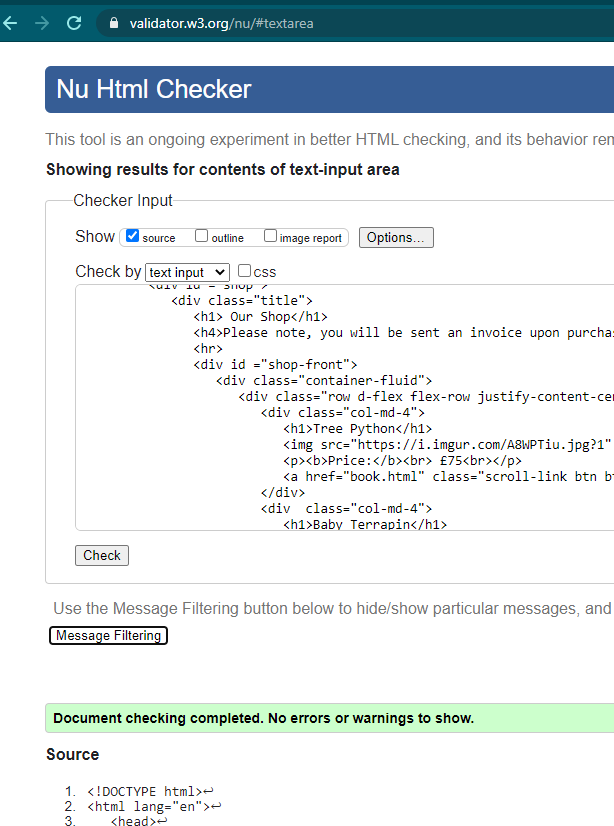 validator.w3.org/nu/#textarea
Nu Html Checker
This tool is an ongoing experiment in better HTML checking, and its behavior
Showing results for contents of text-input area
Checker Input
Show source outline image report Options...
Check by text input css
<div id = "shop">
<div class="title">
<h1> Our Shop</h1>
<h4>Please note, you will be sent an invoice upon
<hr>
<div id ="shop-front">
<div class="container-fluid">
<div class="row d-flex flex-row
<div class="col-md-4">
<h1>Tree Python</h1>
<img src="https://i.imgur.com/A8WPTiu.jpg?1"
<p><b>Price:</b><br> £75<br></p>
<a href="book.html" class="scroll-link btn
</div>
<div  class="col-md-4">
<h1>Baby Terrapin</h1>
Check
Use the Message Filtering button below to hide/show particular messages, and
Message Filtering
Document checking completed. No errors or warnings to show.
Source
1. <!DOCTYPE html>↩
2. <html lang="en">↩
3. <head>↩